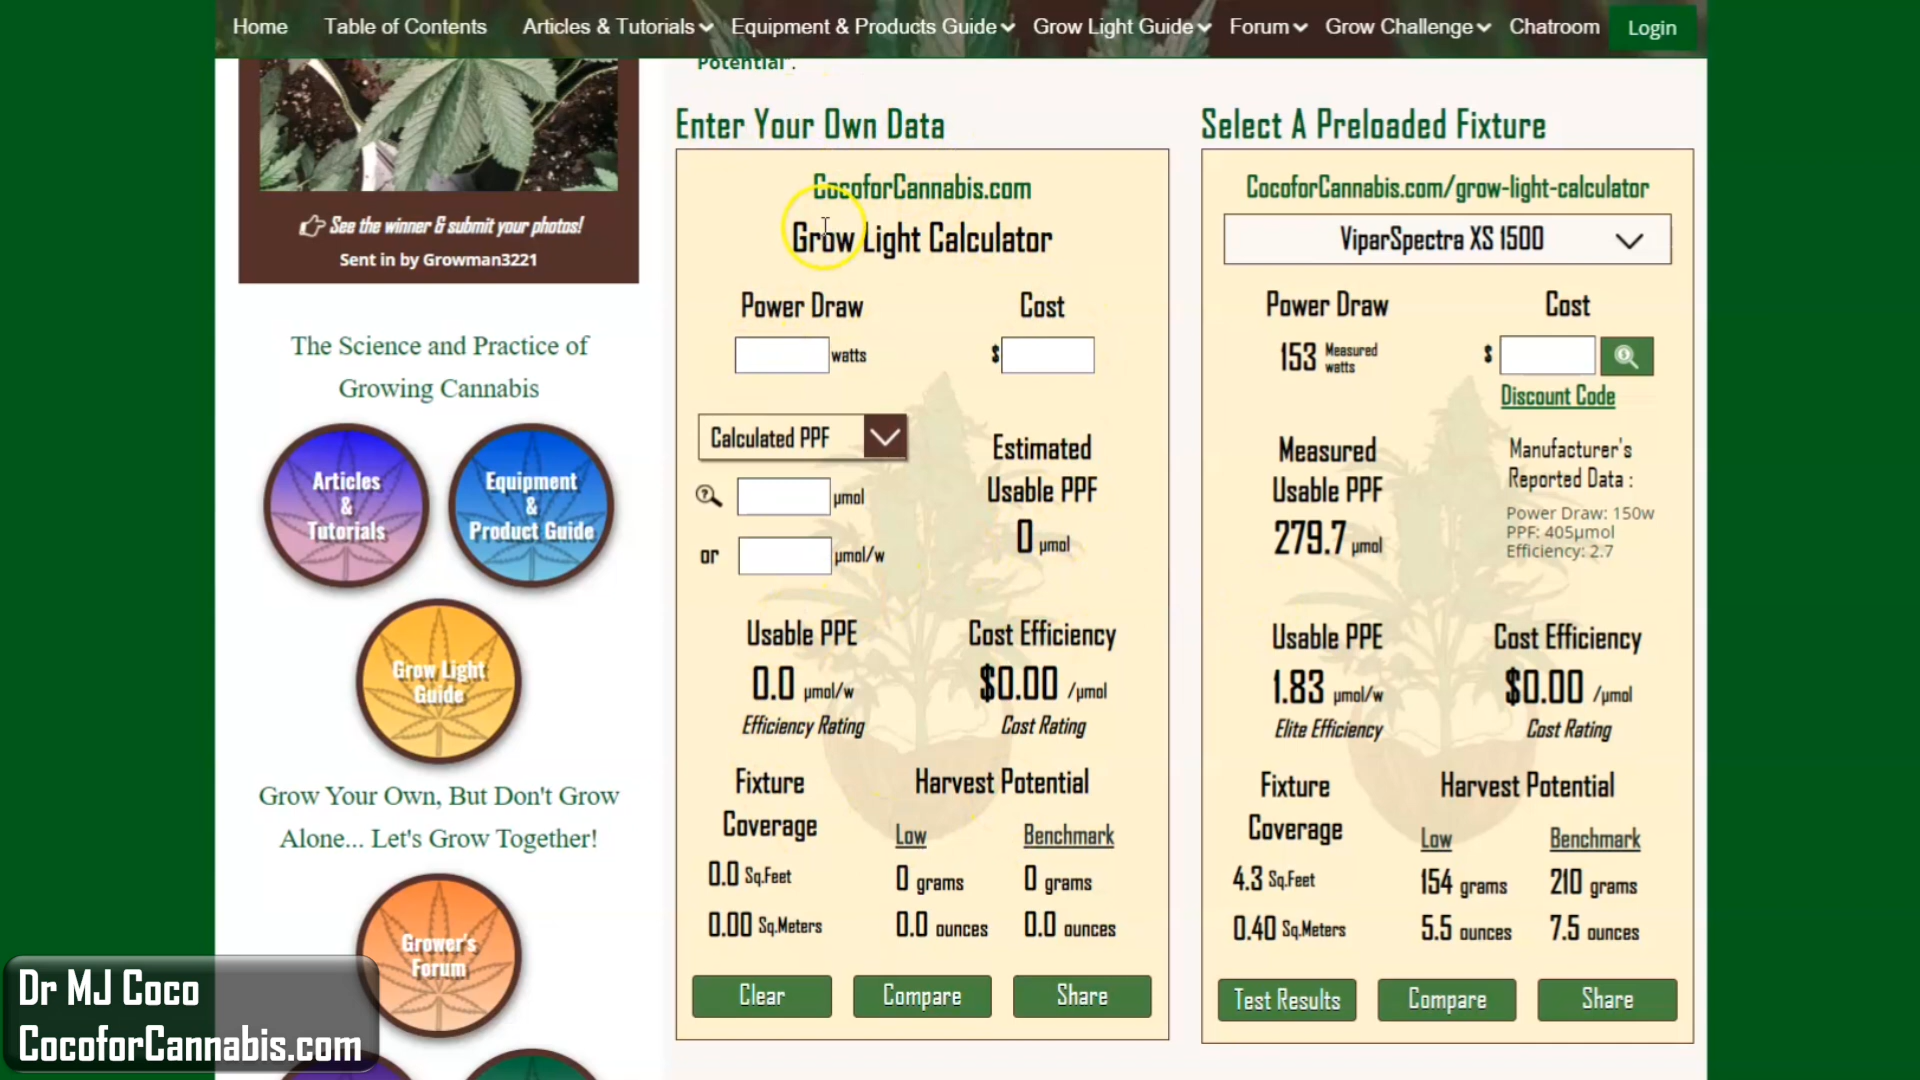 Home
Table of Contents
Articles & Tutorials
Equipment & Products Guide
Grow Light Guide
Forum
Grow Challenge
Chatroom
Login
Potential".
See the winner & submit your photos!
Sent in by Growman3221
The Science and Practice of
Growing Cannabis
Articles
&
Tutorials
Equipment
&
Product Guide
Grow Light
Guide
Grow Your Own, But Don't Grow
Alone... Let's Grow Together!
Grower's
Forum
Dr MJ Coco
CocoforCannabis.com
Enter Your Own Data
CocoforCannabis.com
Grow Light Calculator
Power Draw
Cost
watts
$
Calculated PPF
Estimated
Usable PPF
µmol
0 µmol
or
µmol/w
Usable PPE
Cost Efficiency
0.0 µmol/w
$0.00 /µmol
Efficiency Rating
Cost Rating
Fixture
Coverage
Harvest Potential
Low
Benchmark
0.0 Sq.Feet
0 grams
0 grams
0.00 Sq.Meters
0.0 ounces
0.0 ounces
Clear
Compare
Share
Select A Preloaded Fixture
CocoforCannabis.com/grow-light-calculator
ViparSpectra XS 1500
Power Draw
Cost
153 Measured
watts
$
Discount Code
Measured
Usable PPF
279.7 µmol
Manufacturer's
Reported Data :
Power Draw: 150w
PPF: 405µmol
Efficiency: 2.7
Usable PPE
Cost Efficiency
1.83 µmol/w
$0.00 /µmol
Elite Efficiency
Cost Rating
Fixture
Coverage
Harvest Potential
Low
Benchmark
4.3 Sq.Feet
154 grams
210 grams
0.40 Sq.Meters
5.5 ounces
7.5 ounces
Test Results
Compare
Share